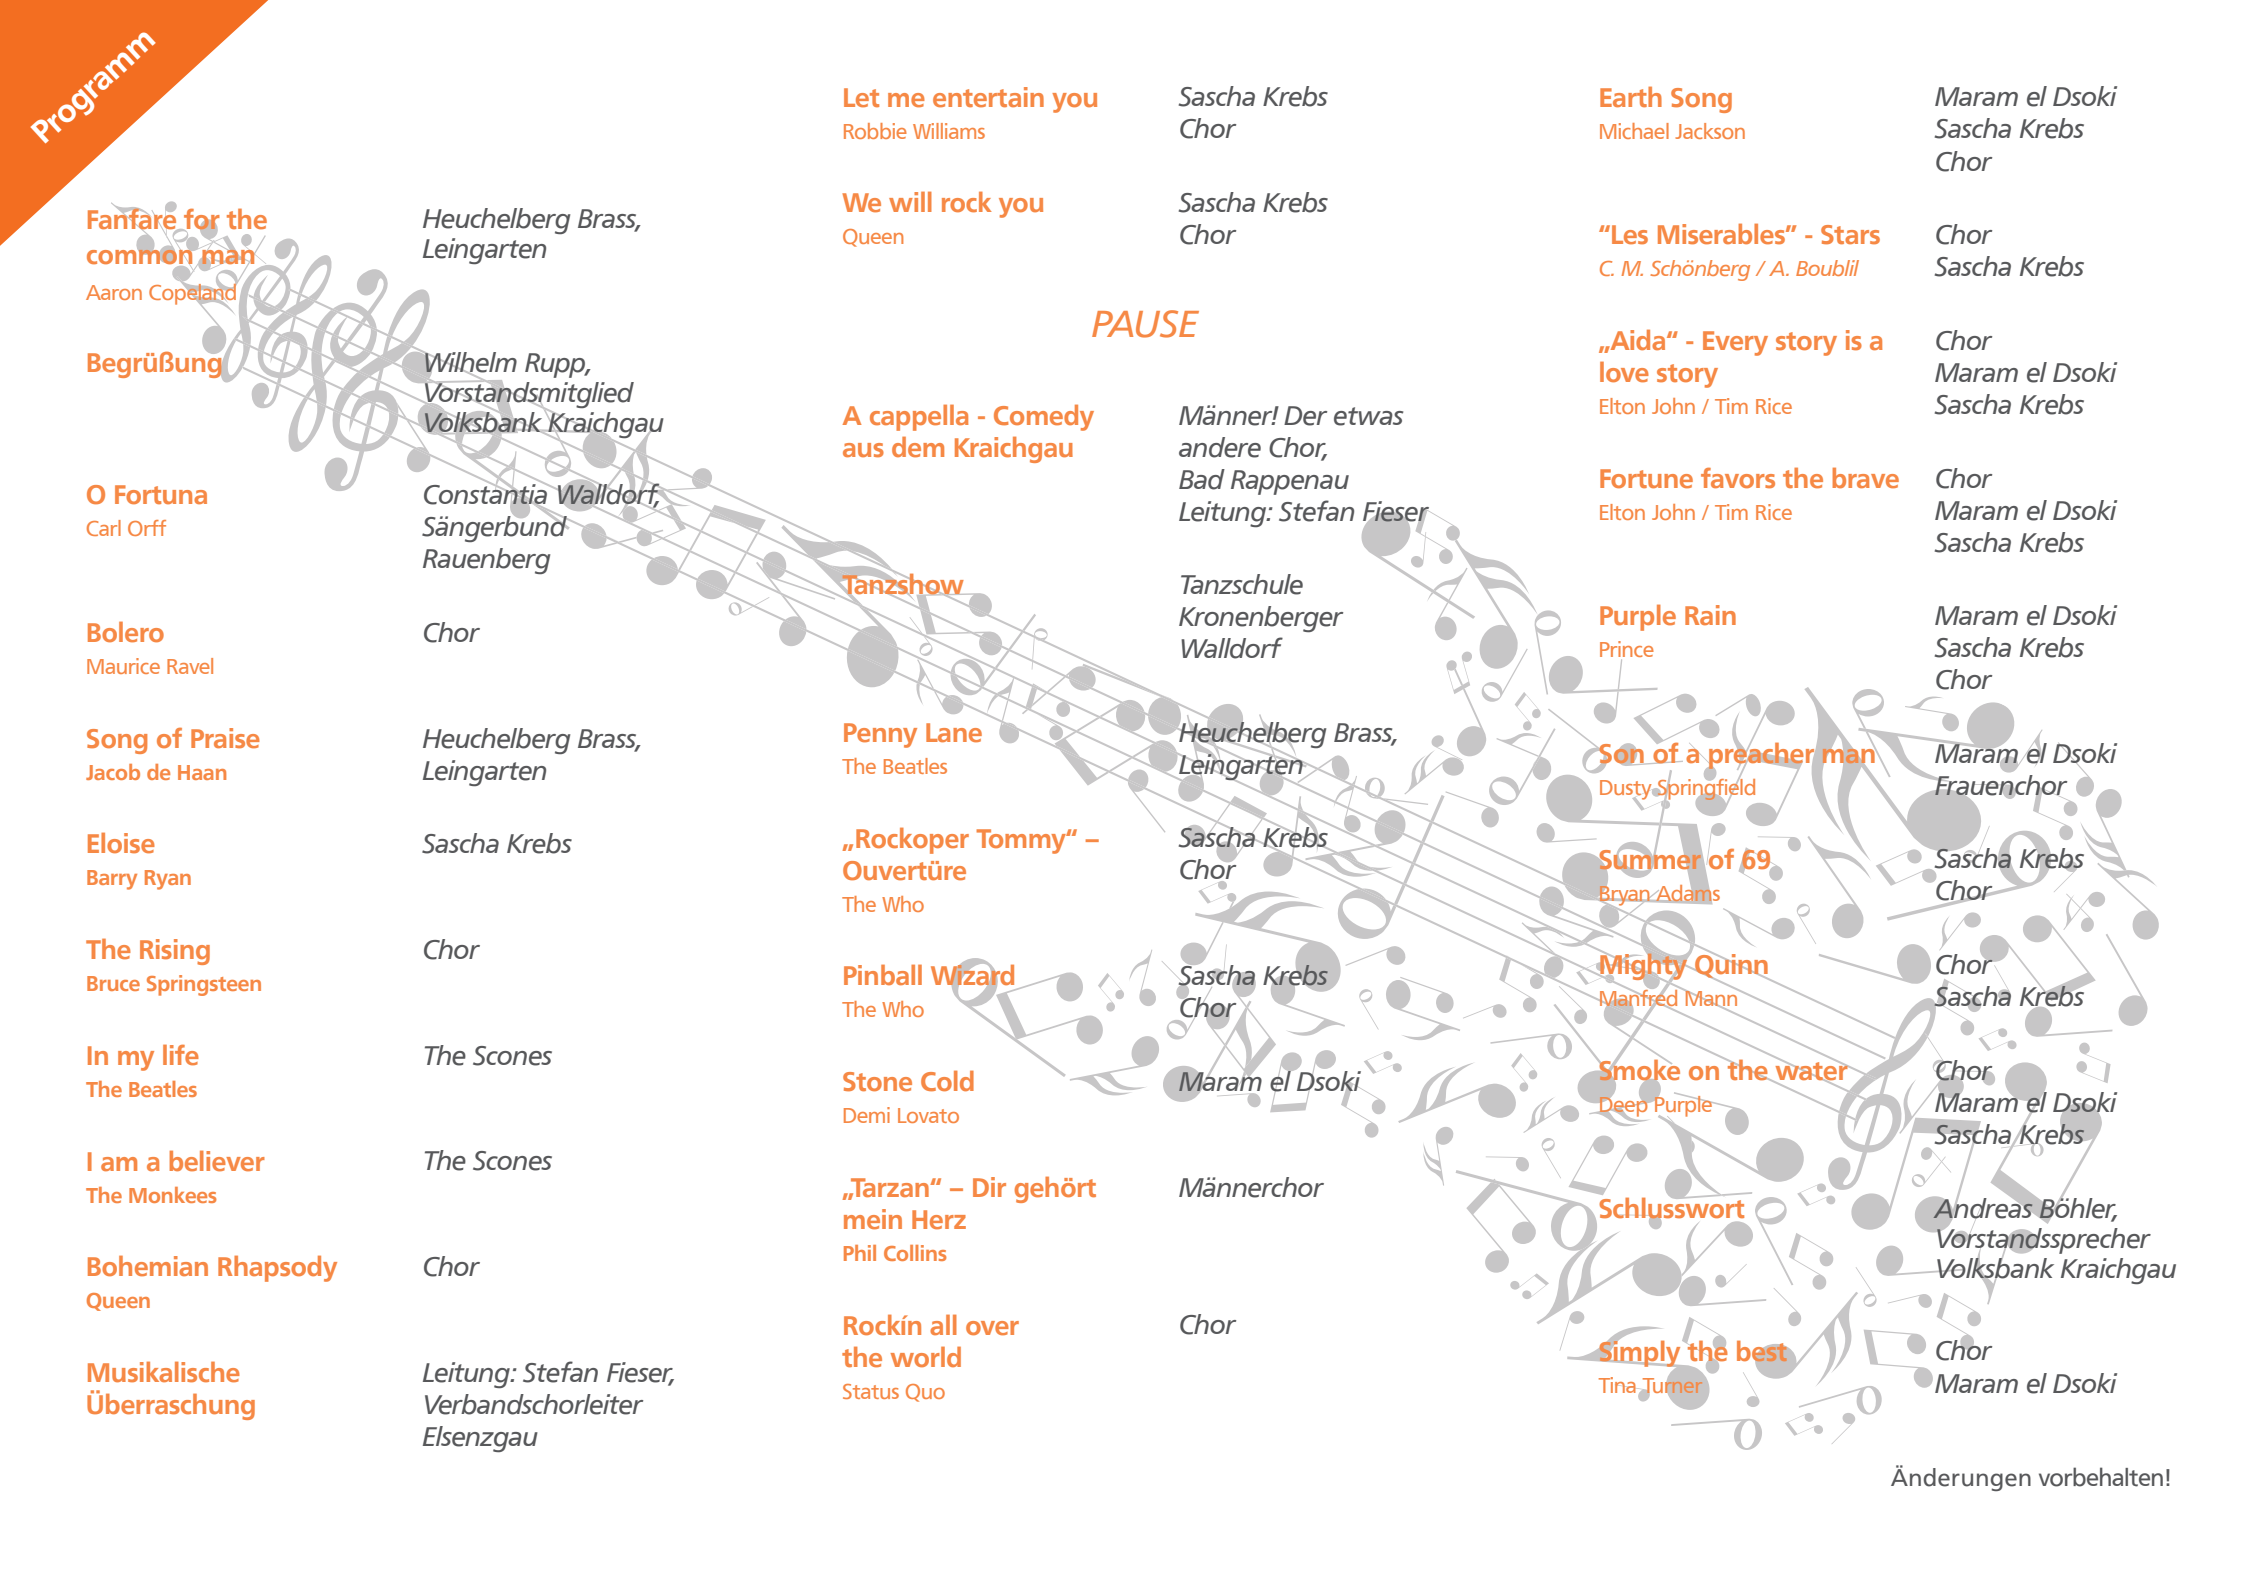 Programm
Fanfare for the
common man
Aaron Copeland
Heuchelberg Brass,
Leingarten
Begrüßung
Wilhelm Rupp,
Vorstandsmitglied
Volksbank Kraichgau
O Fortuna
Carl Orff
Constantia Walldorf,
Sängerbund
Rauenberg
Bolero
Maurice Ravel
Chor
Song of Praise
Jacob de Haan
Heuchelberg Brass,
Leingarten
Eloise
Barry Ryan
Sascha Krebs
The Rising
Bruce Springsteen
Chor
In my life
The Beatles
The Scones
I am a believer
The Monkees
The Scones
Bohemian Rhapsody
Queen
Chor
Musikalische
Überraschung
Leitung: Stefan Fieser,
Verbandschorleiter
Elsenzgau
Let me entertain you
Robbie Williams
Sascha Krebs
Chor
We will rock you
Queen
Sascha Krebs
Chor
PAUSE
A cappella - Comedy
aus dem Kraichgau
Männer! Der etwas
andere Chor,
Bad Rappenau
Leitung: Stefan Fieser
Tanzshow
Tanzschule
Kronenberger
Walldorf
Penny Lane
The Beatles
Heuchelberg Brass,
Leingarten
„Rockoper Tommy“ –
Ouvertüre
The Who
Sascha Krebs
Chor
Pinball Wizard
The Who
Sascha Krebs
Chor
Stone Cold
Demi Lovato
Maram el Dsoki
„Tarzan“ – Dir gehört
mein Herz
Phil Collins
Männerchor
Rockín all over
the world
Status Quo
Chor
Earth Song
Michael Jackson
Maram el Dsoki
Sascha Krebs
Chor
“Les Miserables” - Stars
C. M. Schönberg / A. Boublil
Chor
Sascha Krebs
„Aida“ - Every story is a
love story
Elton John / Tim Rice
Chor
Maram el Dsoki
Sascha Krebs
Fortune favors the brave
Elton John / Tim Rice
Chor
Maram el Dsoki
Sascha Krebs
Purple Rain
Prince
Maram el Dsoki
Sascha Krebs
Chor
Son of a preacher man
Dusty Springfield
Maram el Dsoki
Frauenchor
Summer of 69
Bryan Adams
Sascha Krebs
Chor
Mighty Quinn
Manfred Mann
Chor
Sascha Krebs
Smoke on the water
Deep Purple
Chor
Maram el Dsoki
Sascha Krebs
Schlusswort
Andreas Böhler,
Vorstandssprecher
Volksbank Kraichgau
Simply the best
Tina Turner
Chor
Maram el Dsoki
Änderungen vorbehalten!